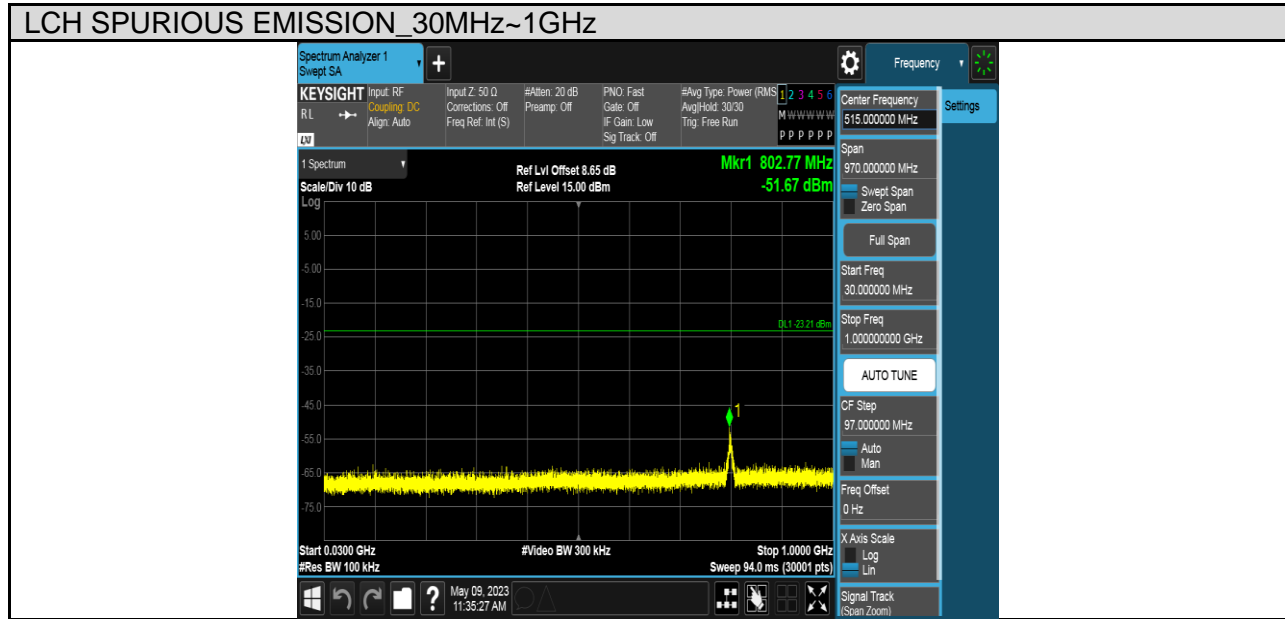 LCH SPURIOUS EMISSION_30MHz~1GHz
Spectrum Analyzer 1
Swept SA
+
Frequency
KEYSIGHT
RL
LXI
Input: RF
Coupling: DC
Align: Auto
Input Z: 50 Ω
Corrections: Off
Freq Ref: Int (S)
#Atten: 20 dB
Preamp: Off
PNO: Fast
Gate: Off
IF Gain: Low
Sig Track: Off
#Avg Type: Power (RMS
Avg|Hold: 30/30
Trig: Free Run
1 2 3 4 5 6
M W W W W W
P P P P P P
1 Spectrum
Scale/Div 10 dB
Log
Ref Lvl Offset 8.65 dB
Ref Level 15.00 dBm
Mkr1 802.77 MHz
-51.67 dBm
5.00
-5.00
-15.0
DL1 -23.21 dBm
-25.0
-35.0
-45.0
1
-55.0
-65.0
-75.0
Start 0.0300 GHz
#Res BW 100 kHz
#Video BW 300 kHz
Stop 1.0000 GHz
Sweep 94.0 ms (30001 pts)
?
May 09, 2023
11:35:27 AM
Center Frequency
515.000000 MHz
Settings
Span
970.000000 MHz
Swept Span
Zero Span
Full Span
Start Freq
30.000000 MHz
Stop Freq
1.000000000 GHz
AUTO TUNE
CF Step
97.000000 MHz
Auto
Man
Freq Offset
0 Hz
X Axis Scale
Log
Lin
Signal Track
(Span Zoom)